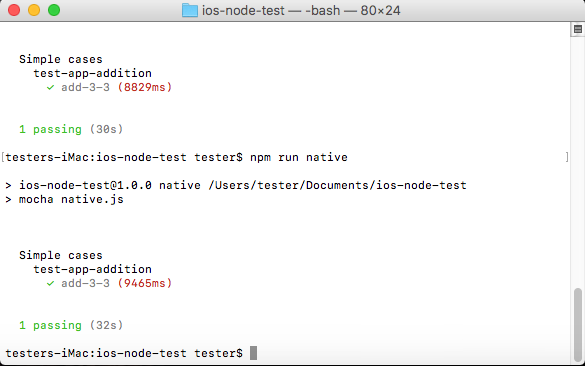 ios-node-test — -bash — 80×24
Simple cases
test-app-addition
✓ add-3-3 (8829ms)
1 passing (30s)
[testers-iMac:ios-node-test tester$ npm run native ]
> ios-node-test@1.0.0 native /Users/tester/Documents/ios-node-test
> mocha native.js
Simple cases
test-app-addition
✓ add-3-3 (9465ms)
1 passing (32s)
testers-iMac:ios-node-test tester$